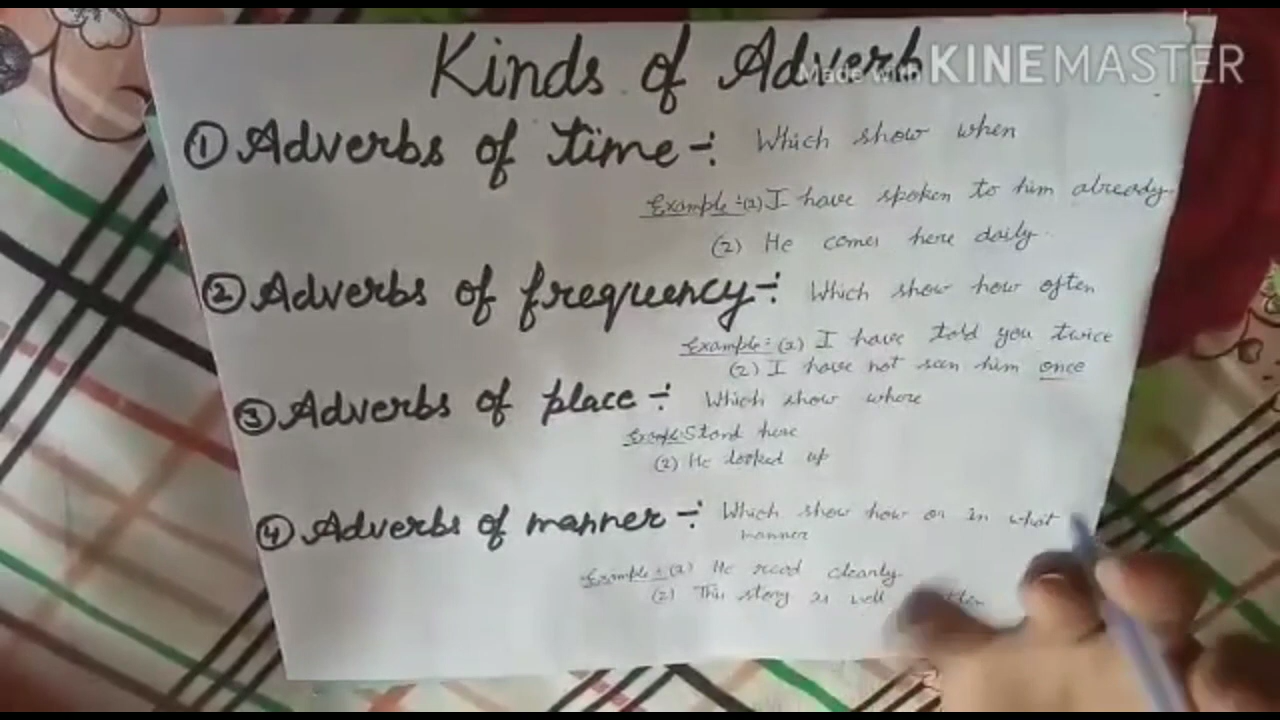 Kinds of Adverb
Made with KINEMASTER
① Adverbs of time -: Which show when
Example :- (1) I have spoken to him already.
(2) He comes here daily.
② Adverbs of frequency -: Which show how often
Example :- (1) I have told you twice
(2) I have not seen him once
③ Adverbs of place -: Which show where
Stand here
(2) He looked up
④ Adverbs of manner -: Which show how or in what
manner
Example :- (1) He read clearly.
(2) This story is well